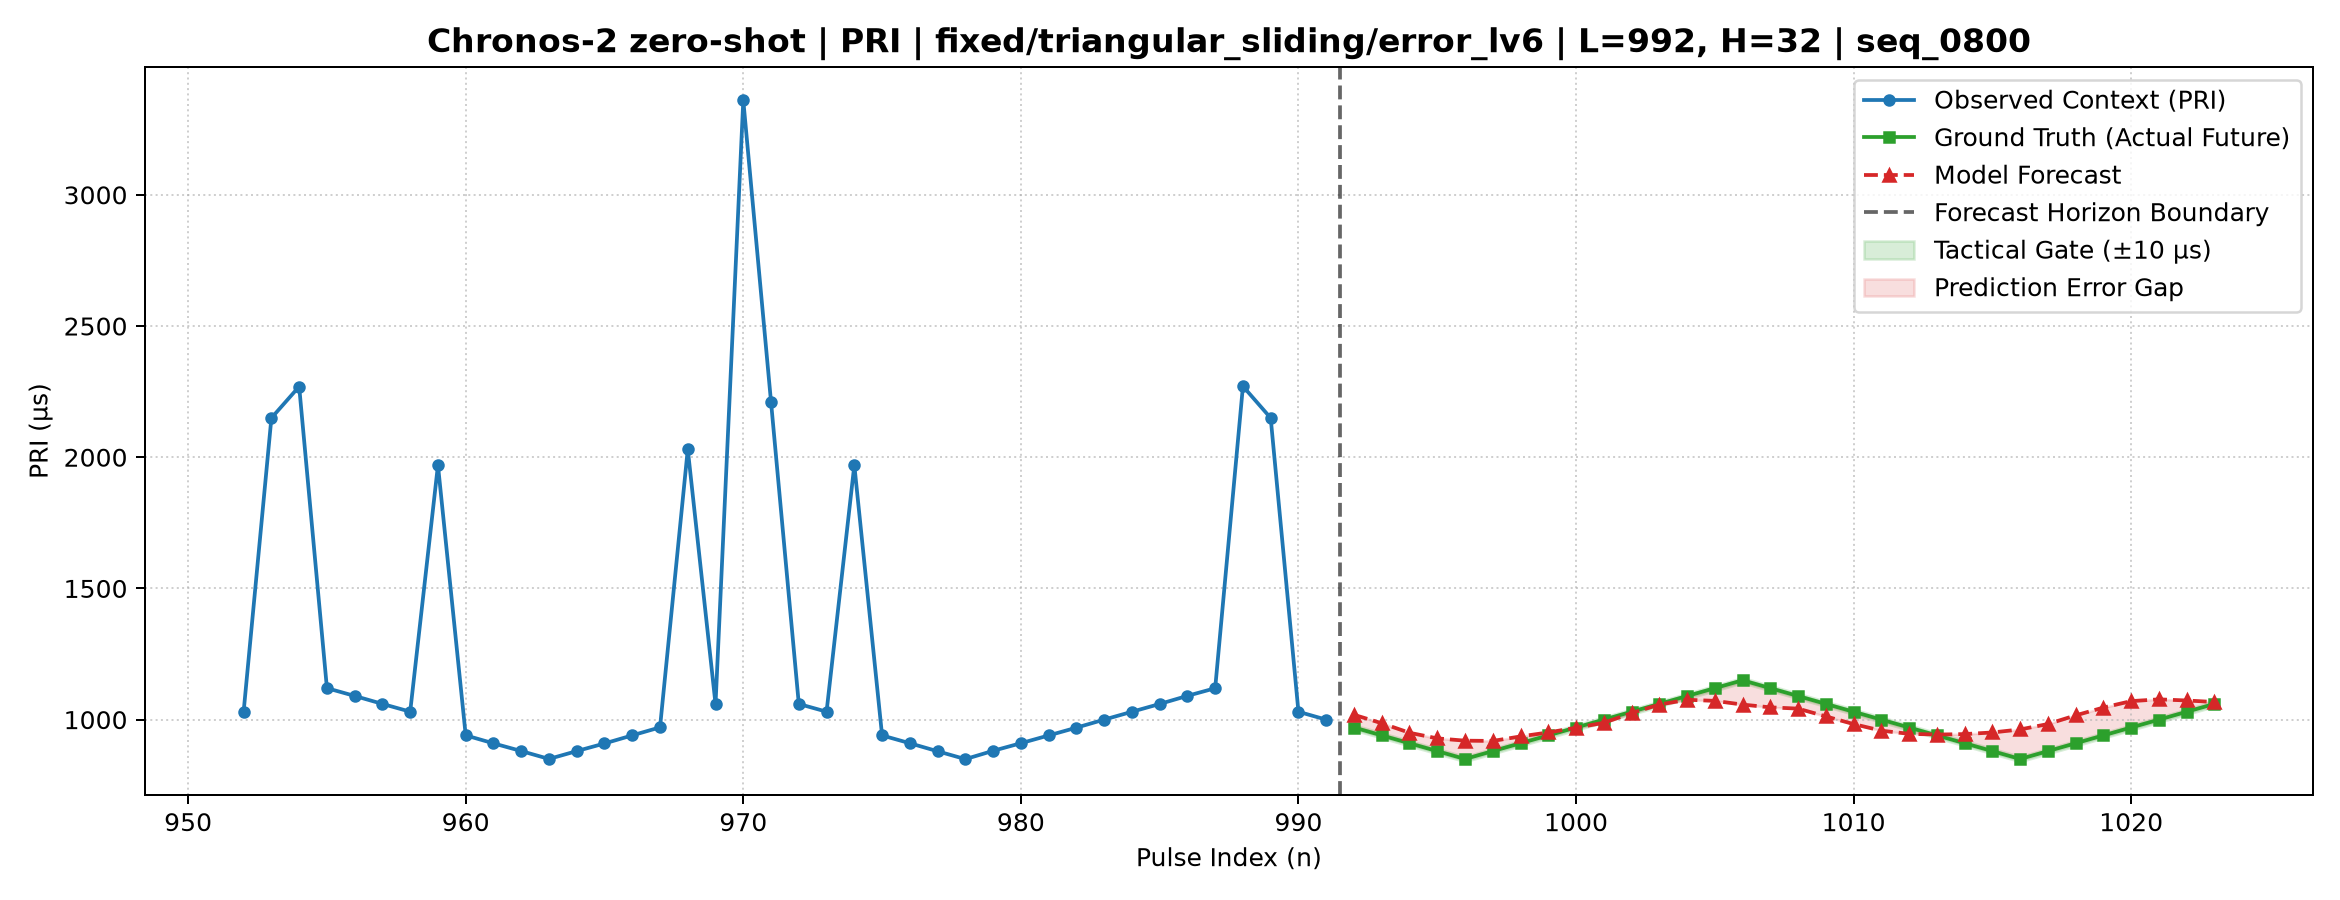 Chronos-2 zero-shot | PRI | fixed/triangular_sliding/error_lv6 | L=992, H=32 | seq_0800
Observed Context (PRI)
Ground Truth (Actual Future)
Model Forecast
Forecast Horizon Boundary
Tactical Gate (±10 μs)
Prediction Error Gap
PRI (μs)
3000
2500
2000
1500
1000
950 960 970 980 990 1000 1010 1020
Pulse Index (n)